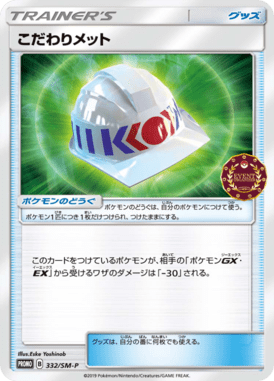 TRAINER'S
グッズ
こだわりメット
EVENT
ポケモンのどうぐ
ポケモンのどうぐは、自分のポケモンにつけて使う。
ポケモン1匹につき1枚だけつけられ、つけたままにする。
このカードをつけているポケモンが、相手の「ポケモンGX・
EX」から受けるワザのダメージは「-30」される。
Illus.Eske Yoshinob
グッズは、自分の番に何枚でも使える。
PROMO B 332/SM-P
©2019 Pokémon/Nintendo/Creatures/GAME FREAK.